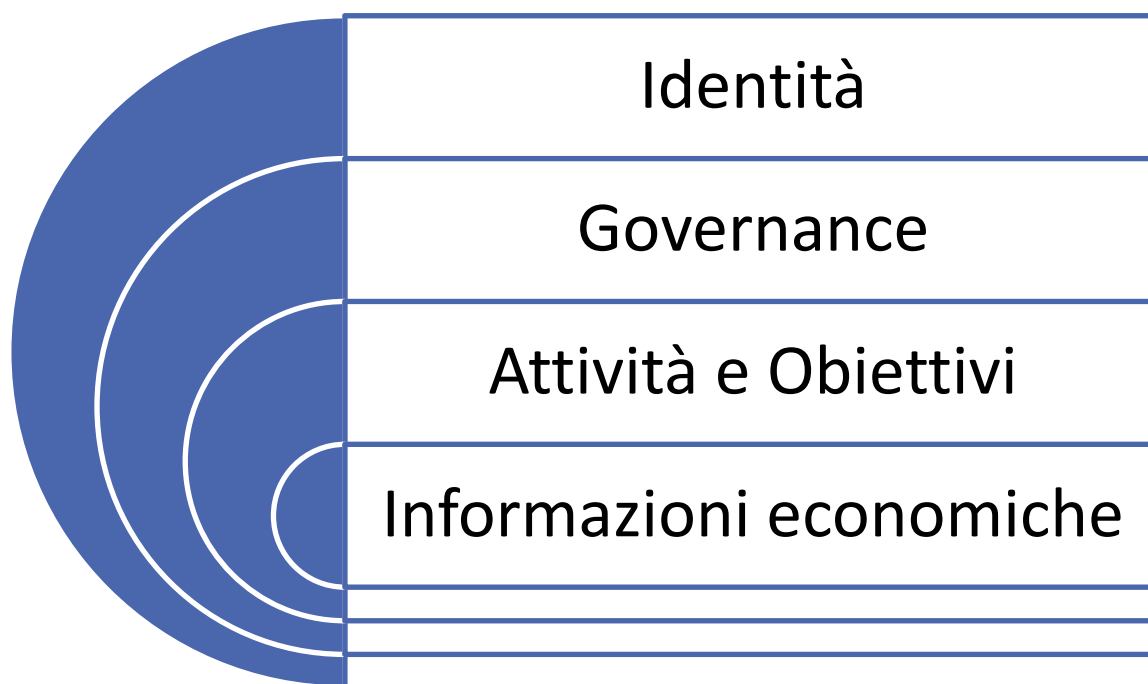 Identità
Governance
Attività e Obiettivi
Informazioni economiche